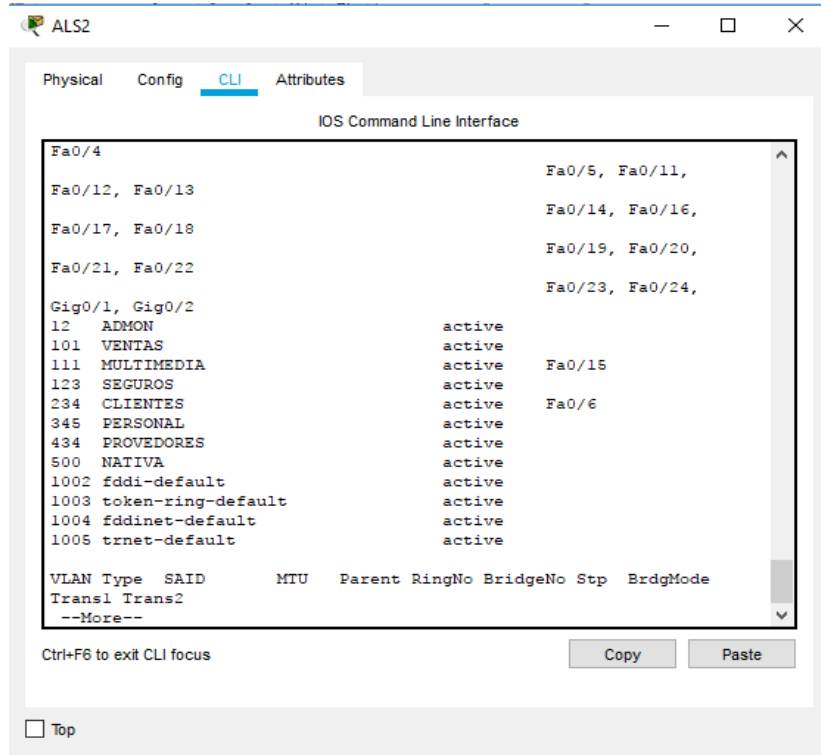 ALS2
Physical Config CLI Attributes
IOS Command Line Interface
Fa0/4
Fa0/5, Fa0/11,
Fa0/12, Fa0/13
Fa0/14, Fa0/16,
Fa0/17, Fa0/18
Fa0/19, Fa0/20,
Fa0/21, Fa0/22
Fa0/23, Fa0/24,
Gig0/1, Gig0/2
12 ADMON active
101 VENTAS active
111 MULTIMEDIA active Fa0/15
123 SEGUROS active
234 CLIENTES active Fa0/6
345 PERSONAL active
434 PROVEDORES active
500 NATIVA active
1002 fddi-default active
1003 token-ring-default active
1004 fddinet-default active
1005 trnet-default active
VLAN Type SAID MTU Parent RingNo BridgeNo Stp BrdgMode
Trans1 Trans2
--More--
Ctrl+F6 to exit CLI focus
Copy Paste
Top